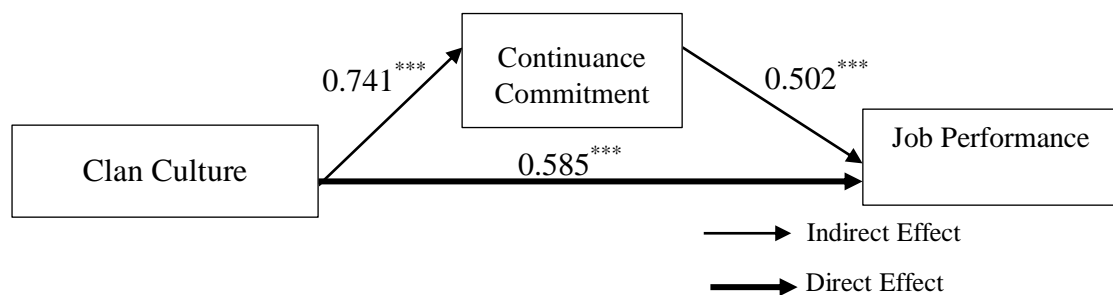 Continuance
Commitment
0.741***
0.502***
Job Performance
Clan Culture
0.585***
Indirect Effect
Direct Effect